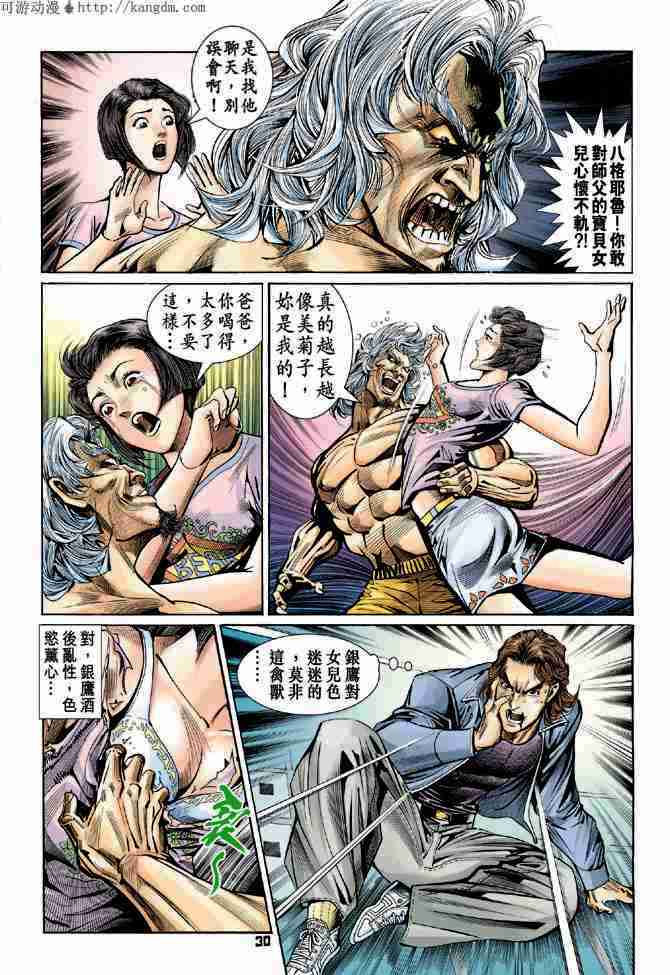 可游动漫 http://kangdm.com
八格耶魯！你敢
對師父的寶貝女
兒心懷不軌?!
是我找他
聊天，別
誤會啊！
真的越長越
像美菊子，
妳是我的！
爸爸，
你喝得
太多了
，不要
這樣⋯
銀鷹對
女兒色
迷迷的
，莫非
這禽獸
⋯⋯
對，銀鷹酒
後亂性，色
慾薰心⋯
30